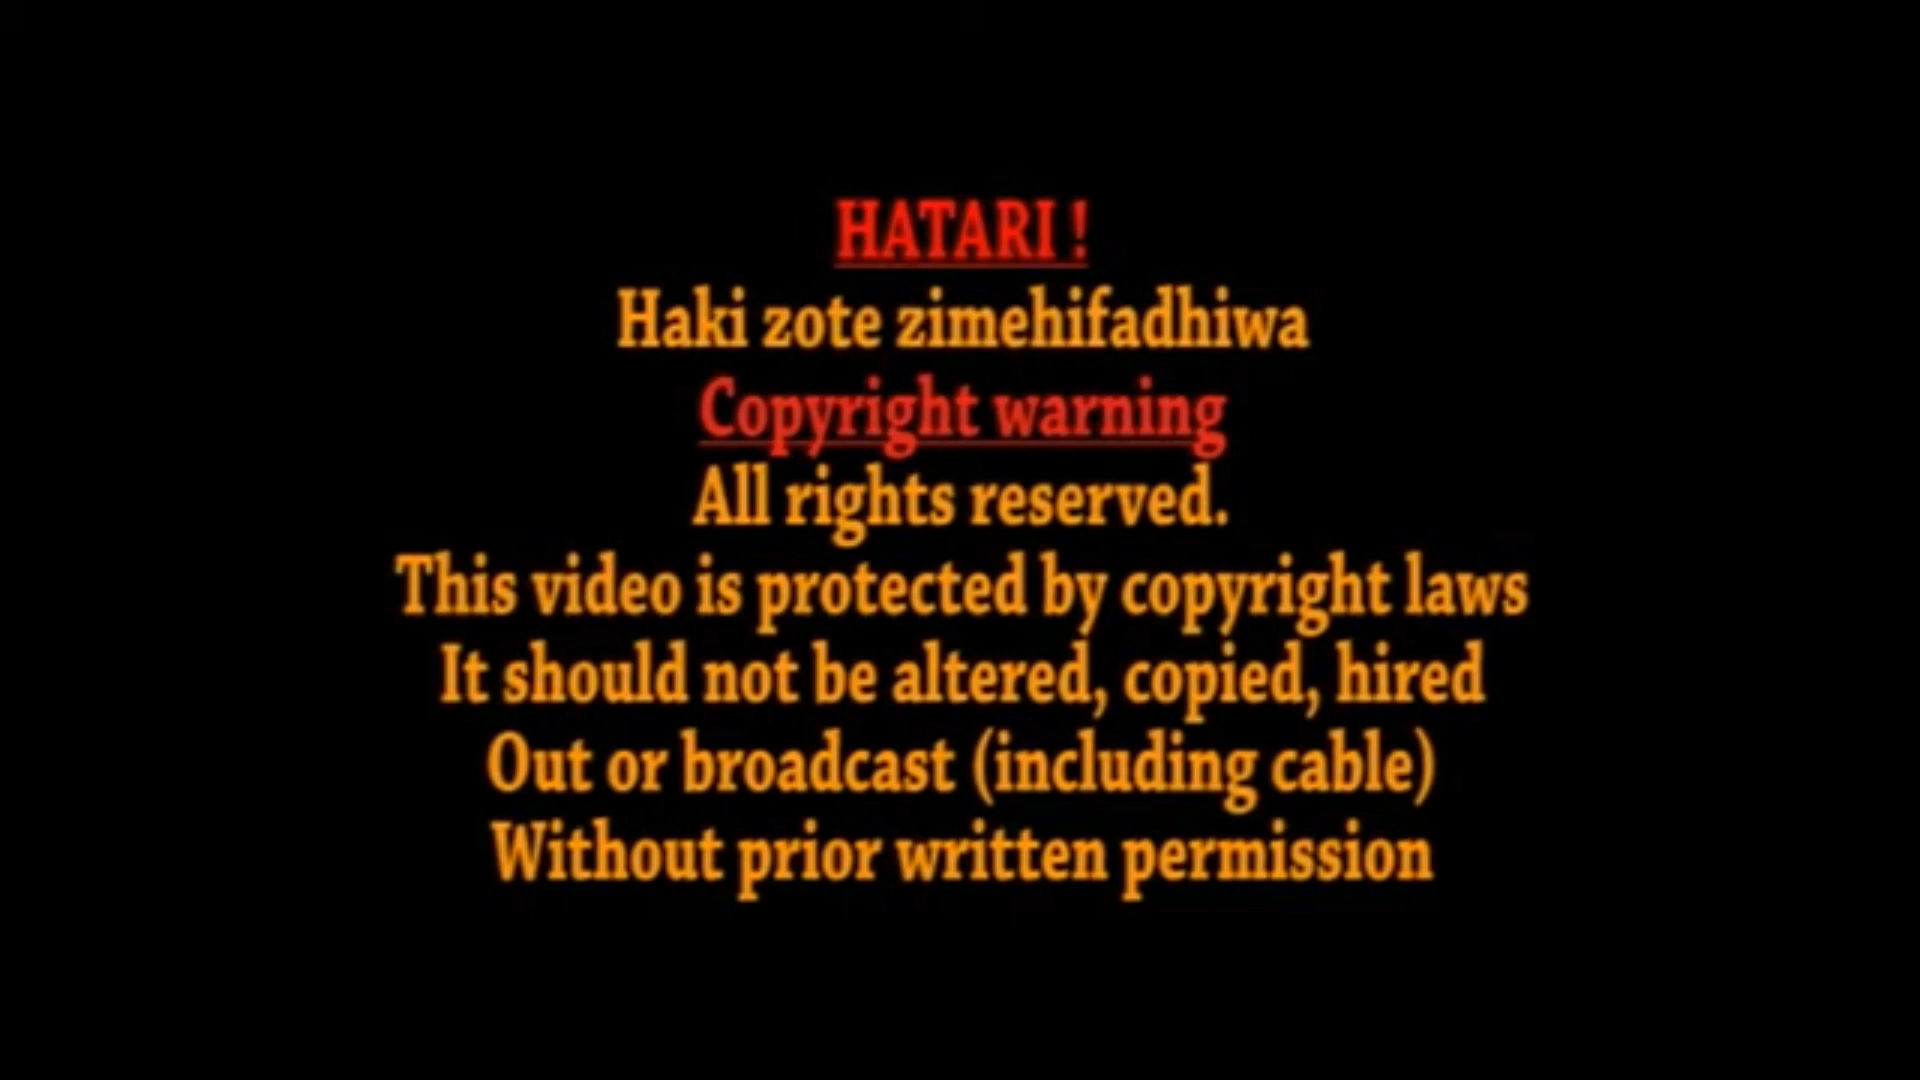 HATARI !
Haki zote zimehifadhiwa
Copyright warning
All rights reserved.
This video is protected by copyright laws
It should not be altered, copied, hired
Out or broadcast (including cable)
Without prior written permission